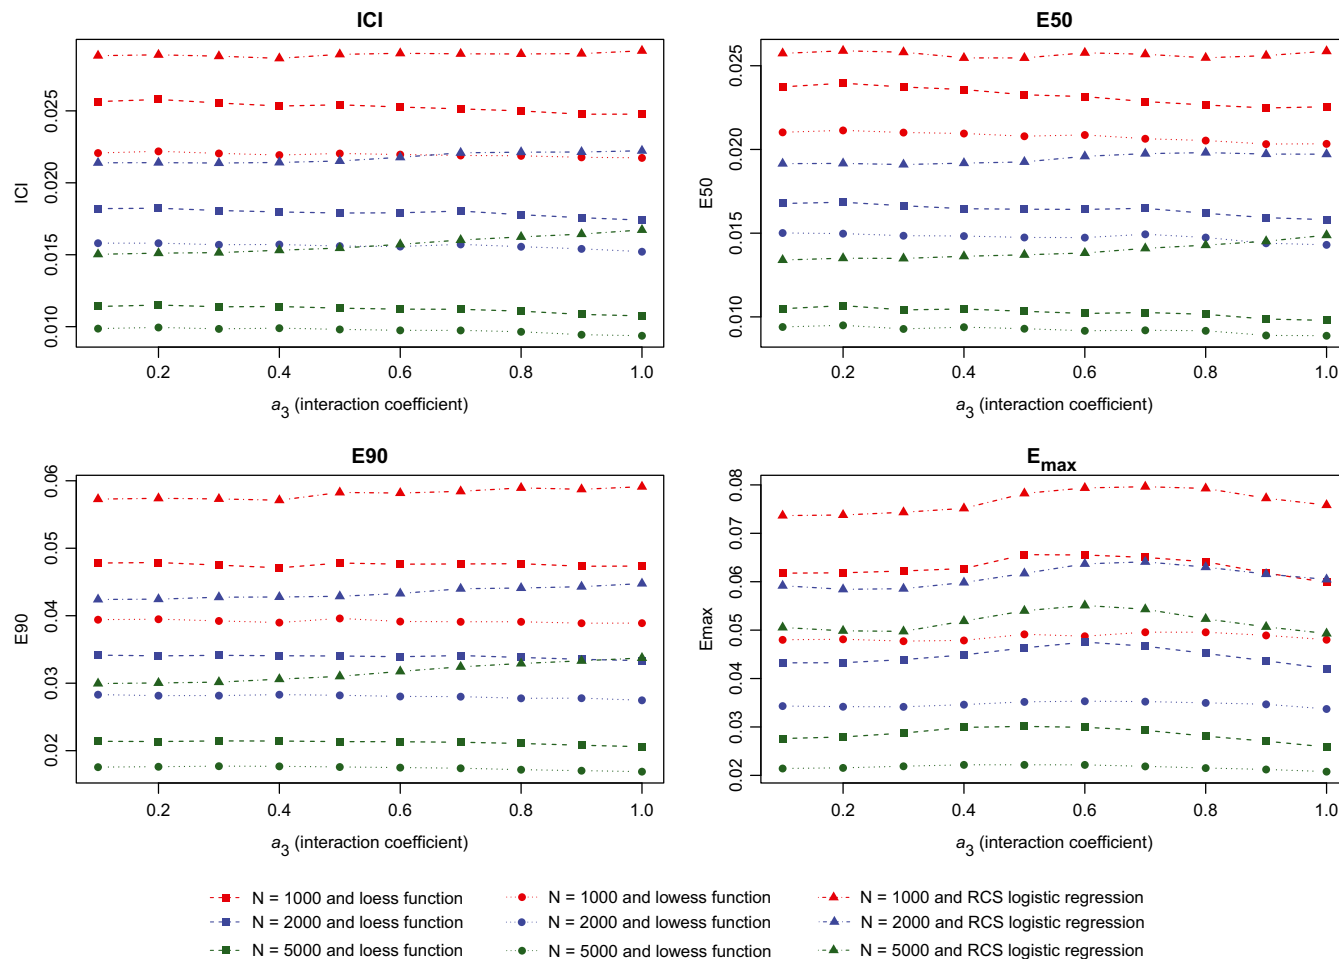 ICI
ICI
0.010 0.015 0.020 0.025
0.2 0.4 0.6 0.8 1.0
a3 (interaction coefficient)
E50
E50
0.010 0.015 0.020 0.025
0.2 0.4 0.6 0.8 1.0
a3 (interaction coefficient)
E90
E90
0.02 0.03 0.04 0.05 0.06
0.2 0.4 0.6 0.8 1.0
a3 (interaction coefficient)
Emax
Emax
0.02 0.03 0.04 0.05 0.06 0.07 0.08
0.2 0.4 0.6 0.8 1.0
a3 (interaction coefficient)
N = 1000 and loess function
N = 2000 and loess function
N = 5000 and loess function
N = 1000 and lowess function
N = 2000 and lowess function
N = 5000 and lowess function
N = 1000 and RCS logistic regression
N = 2000 and RCS logistic regression
N = 5000 and RCS logistic regression